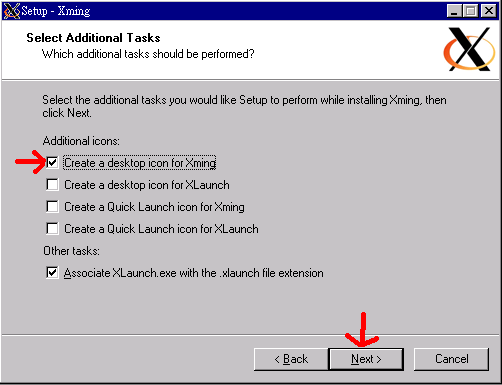 Setup - Xming
Select Additional Tasks
Which additional tasks should be performed?
Select the additional tasks you would like Setup to perform while installing Xming, then
click Next.
Additional icons:
Create a desktop icon for Xming
Create a desktop icon for XLaunch
Create a Quick Launch icon for Xming
Create a Quick Launch icon for XLaunch
Other tasks:
Associate XLaunch.exe with the .xlaunch file extension
< Back
Next >
Cancel